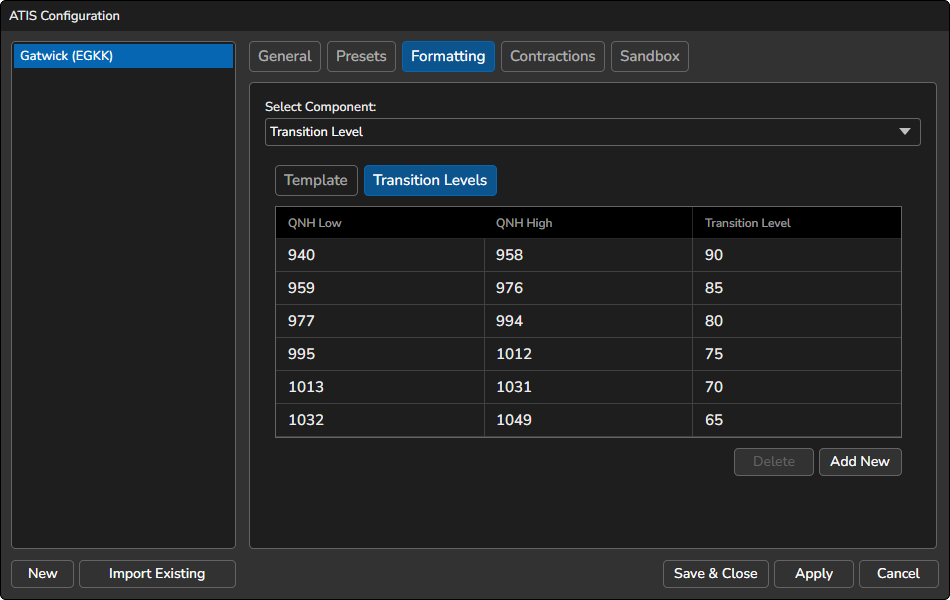 ATIS Configuration
Gatwick (EGKK)
General Presets Formatting Contractions Sandbox
Select Component:
Transition Level
Template Transition Levels
QNH Low QNH High Transition Level
940 958 90
959 976 85
977 994 80
995 1012 75
1013 1031 70
1032 1049 65
Delete Add New
New Import Existing Save & Close Apply Cancel